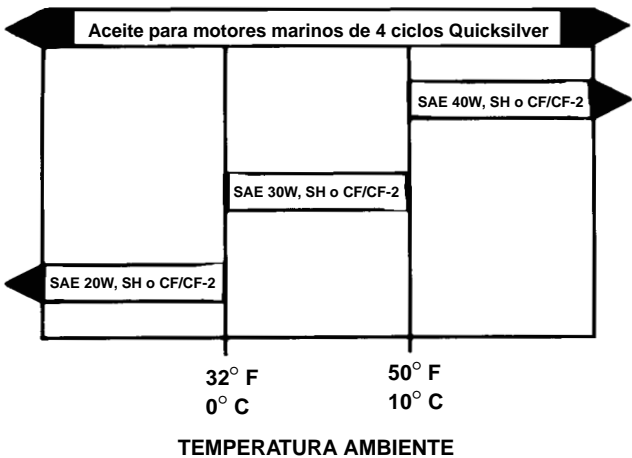 Aceite para motores marinos de 4 ciclos Quicksilver
SAE 40W, SH o CF/CF-2
SAE 30W, SH o CF/CF-2
SAE 20W, SH o CF/CF-2
32° F
0° C
50° F
10° C
TEMPERATURA AMBIENTE